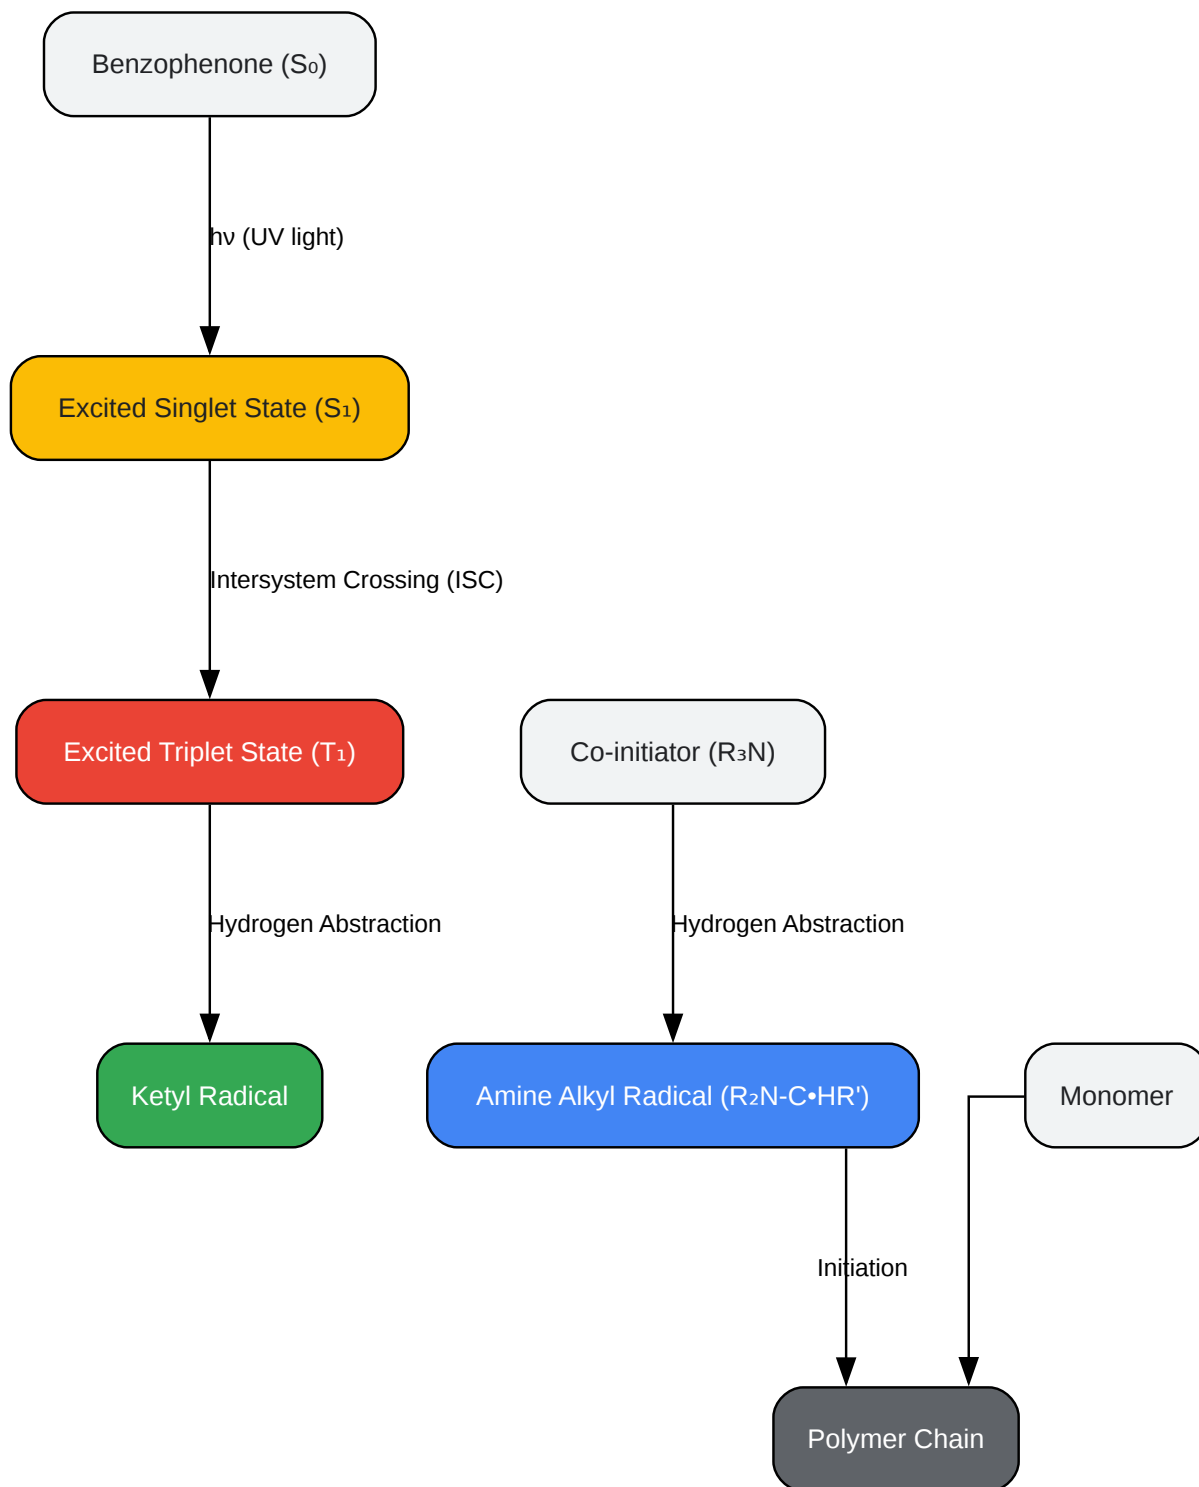 Benzophenone (S₀)
hν (UV light)
Excited Singlet State (S₁)
Intersystem Crossing (ISC)
Excited Triplet State (T₁)
Co-initiator (R₃N)
Hydrogen Abstraction
Hydrogen Abstraction
Ketyl Radical
Amine Alkyl Radical (R₂N-C•HR')
Monomer
Initiation
Polymer Chain